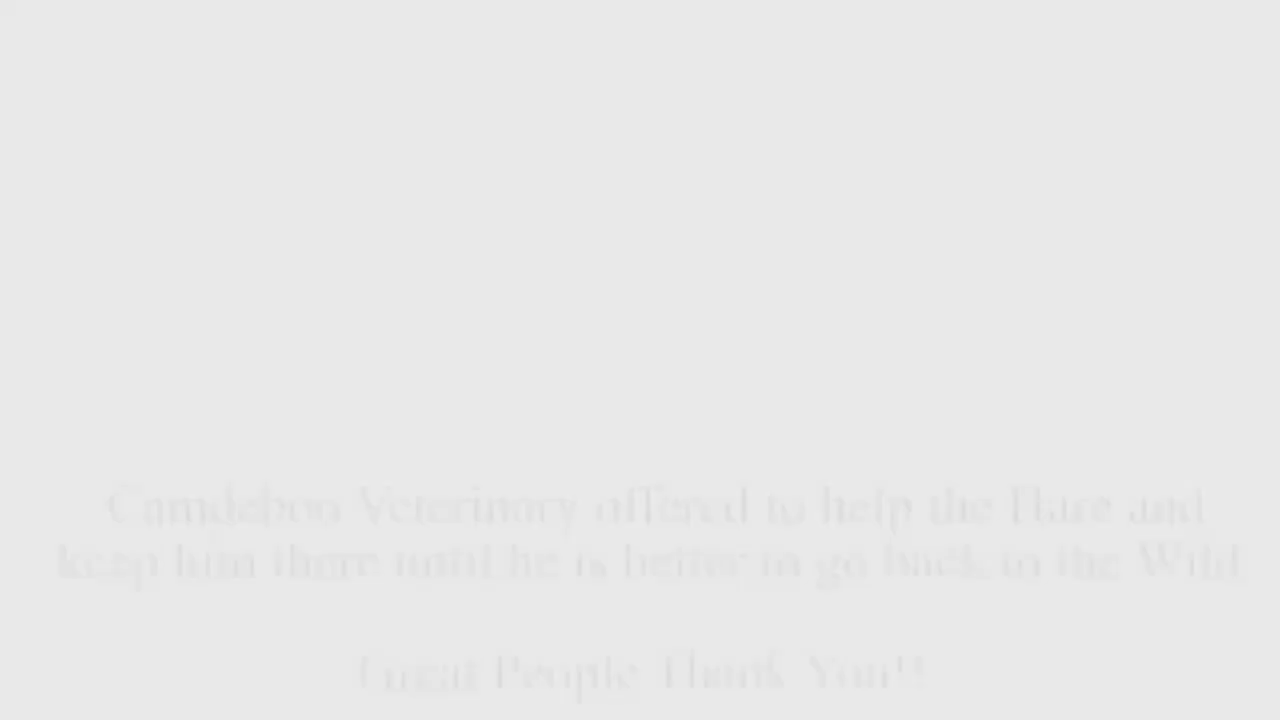 Camdeboo Veterinary offered to help the Hare and
keep him there until he is better to go back to the Wild
Great People Thank You!!